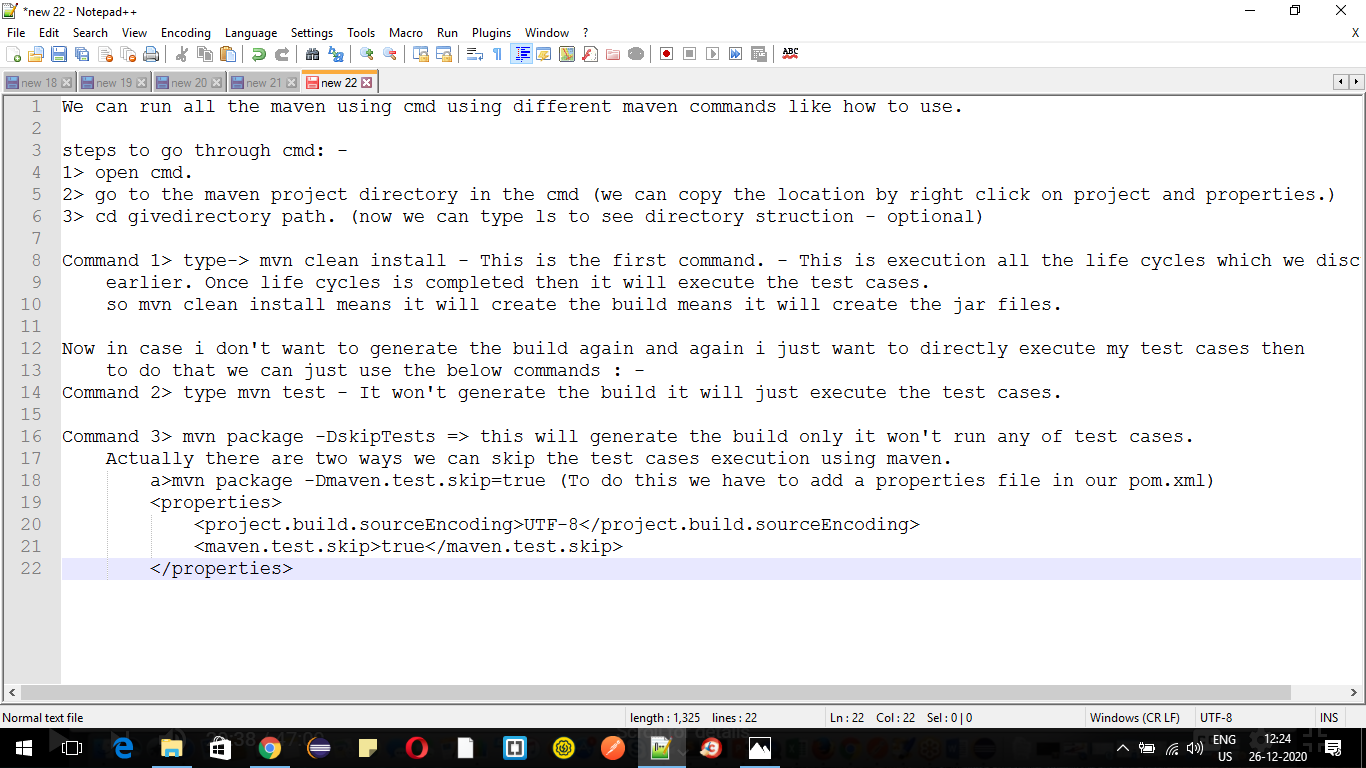 *new 22 - Notepad++
File Edit Search View Encoding Language Settings Tools Macro Run Plugins Window ? X
new 18 new 19 new 20 new 21 new 22
1 We can run all the maven using cmd using different maven commands like how to use.
2
3 steps to go through cmd: -
4 1> open cmd.
5 2> go to the maven project directory in the cmd (we can copy the location by right click on project and properties.)
6 3> cd givedirectory path. (now we can type ls to see directory struction - optional)
7
8 Command 1> type-> mvn clean install - This is the first command. - This is execution all the life cycles which we disc
9 earlier. Once life cycles is completed then it will execute the test cases.
10 so mvn clean install means it will create the build means it will create the jar files.
11
12 Now in case i don't want to generate the build again and again i just want to directly execute my test cases then
13 to do that we can just use the below commands : -
14 Command 2> type mvn test - It won't generate the build it will just execute the test cases.
15
16 Command 3> mvn package -DskipTests => this will generate the build only it won't run any of test cases.
17 Actually there are two ways we can skip the test cases execution using maven.
18 a>mvn package -Dmaven.test.skip=true (To do this we have to add a properties file in our pom.xml)
19 <properties>
20 <project.build.sourceEncoding>UTF-8</project.build.sourceEncoding>
21 <maven.test.skip>true</maven.test.skip>
22 </properties>
Normal text file length : 1,325 lines : 22 Ln : 22 Col : 22 Sel : 0 | 0 Windows (CR LF) UTF-8 INS
ENG 12:24
US 26-12-2020